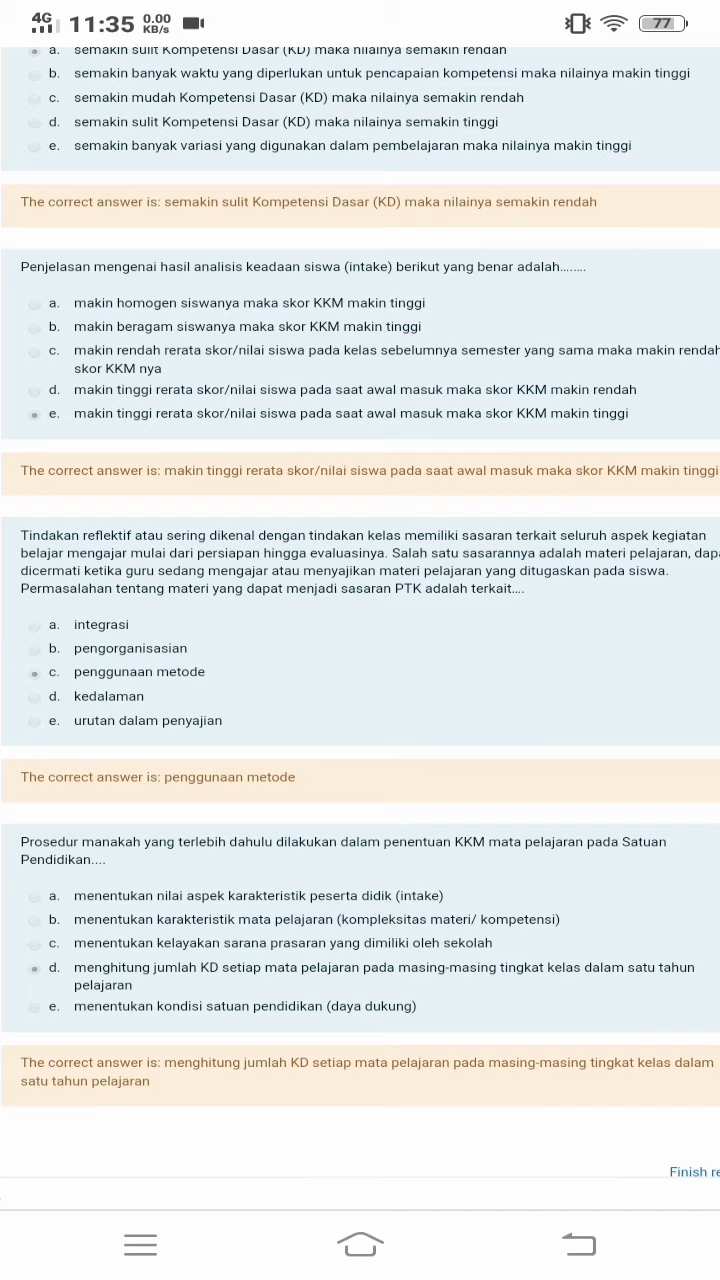 4G 11:35 0.00 KB/s 77
a. semakin sulit Kompetensi Dasar (KD) maka nilainya semakin rendah
b. semakin banyak waktu yang diperlukan untuk pencapaian kompetensi maka nilainya makin tinggi
c. semakin mudah Kompetensi Dasar (KD) maka nilainya semakin rendah
d. semakin sulit Kompetensi Dasar (KD) maka nilainya semakin tinggi
e. semakin banyak variasi yang digunakan dalam pembelajaran maka nilainya makin tinggi
The correct answer is: semakin sulit Kompetensi Dasar (KD) maka nilainya semakin rendah
Penjelasan mengenai hasil analisis keadaan siswa (intake) berikut yang benar adalah........
a. makin homogen siswanya maka skor KKM makin tinggi
b. makin beragam siswanya maka skor KKM makin tinggi
c. makin rendah rerata skor/nilai siswa pada kelas sebelumnya semester yang sama maka makin rendah
skor KKM nya
d. makin tinggi rerata skor/nilai siswa pada saat awal masuk maka skor KKM makin rendah
e. makin tinggi rerata skor/nilai siswa pada saat awal masuk maka skor KKM makin tinggi
The correct answer is: makin tinggi rerata skor/nilai siswa pada saat awal masuk maka skor KKM makin tinggi
Tindakan reflektif atau sering dikenal dengan tindakan kelas memiliki sasaran terkait seluruh aspek kegiatan
belajar mengajar mulai dari persiapan hingga evaluasinya. Salah satu sasarannya adalah materi pelajaran, dapa
dicermati ketika guru sedang mengajar atau menyajikan materi pelajaran yang ditugaskan pada siswa.
Permasalahan tentang materi yang dapat menjadi sasaran PTK adalah terkait....
a. integrasi
b. pengorganisasian
c. penggunaan metode
d. kedalaman
e. urutan dalam penyajian
The correct answer is: penggunaan metode
Prosedur manakah yang terlebih dahulu dilakukan dalam penentuan KKM mata pelajaran pada Satuan
Pendidikan....
a. menentukan nilai aspek karakteristik peserta didik (intake)
b. menentukan karakteristik mata pelajaran (kompleksitas materi/ kompetensi)
c. menentukan kelayakan sarana prasaran yang dimiliki oleh sekolah
d. menghitung jumlah KD setiap mata pelajaran pada masing-masing tingkat kelas dalam satu tahun
pelajaran
e. menentukan kondisi satuan pendidikan (daya dukung)
The correct answer is: menghitung jumlah KD setiap mata pelajaran pada masing-masing tingkat kelas dalam
satu tahun pelajaran
Finish re